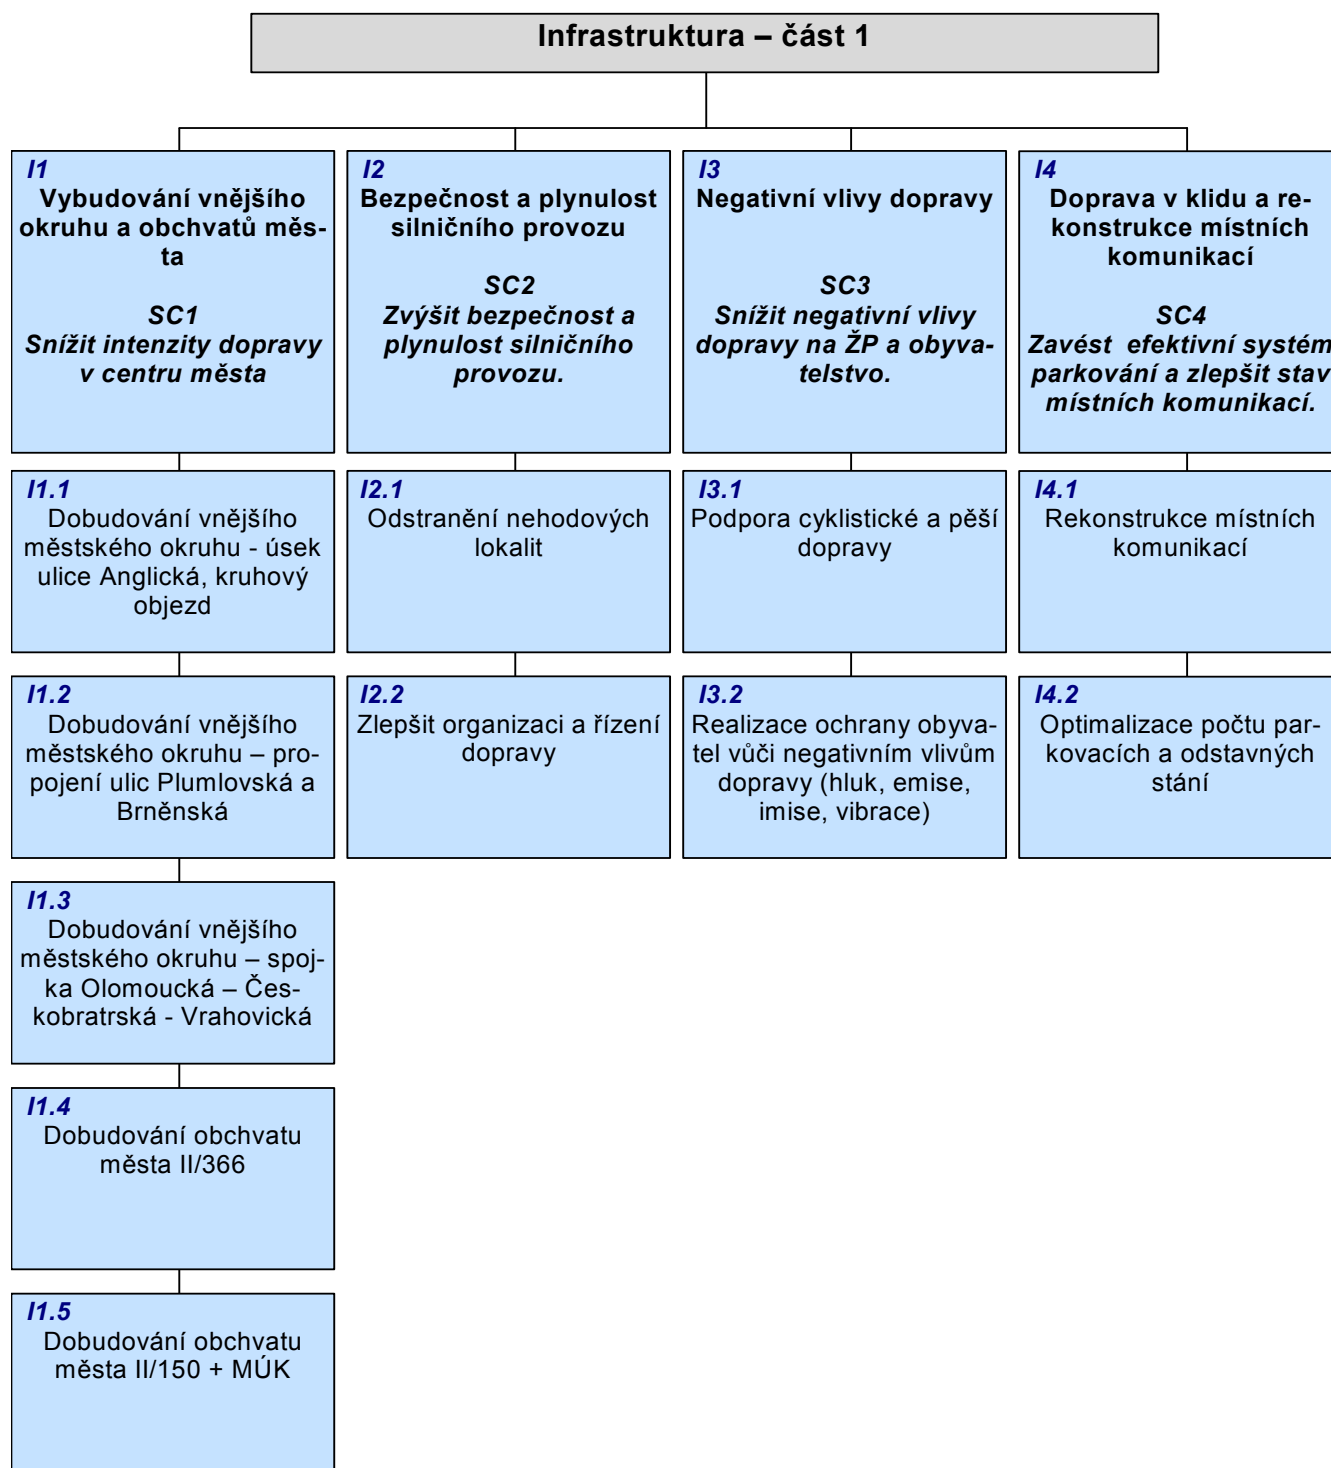 Infrastruktura – část 1
I1
Vybudování vnějšího
okruhu a obchvatů měs-
ta
SC1
Snížit intenzity dopravy
v centru města
I2
Bezpečnost a plynulost
silničního provozu
SC2
Zvýšit bezpečnost a
plynulost silničního
provozu.
I3
Negativní vlivy dopravy
SC3
Snížit negativní vlivy
dopravy na ŽP a obyva-
telstvo.
I4
Doprava v klidu a re-
konstrukce místních
komunikací
SC4
Zavést  efektivní systém
parkování a zlepšit stav
místních komunikací.
I1.1
Dobudování vnějšího
městského okruhu - úsek
ulice Anglická, kruhový
objezd
I2.1
Odstranění nehodových
lokalit
I3.1
Podpora cyklistické a pěší
dopravy
I4.1
Rekonstrukce místních
komunikací
I1.2
Dobudování vnějšího
městského okruhu – pro-
pojení ulic Plumlovská a
Brněnská
I2.2
Zlepšit organizaci a řízení
dopravy
I3.2
Realizace ochrany obyva-
tel vůči negativním vlivům
dopravy (hluk, emise,
imise, vibrace)
I4.2
Optimalizace počtu par-
kovacích a odstavných
stání
I1.3
Dobudování vnějšího
městského okruhu – spoj-
ka Olomoucká – Čes-
kobratrská - Vrahovická
I1.4
Dobudování obchvatu
města II/366
I1.5
Dobudování obchvatu
města II/150 + MÚK